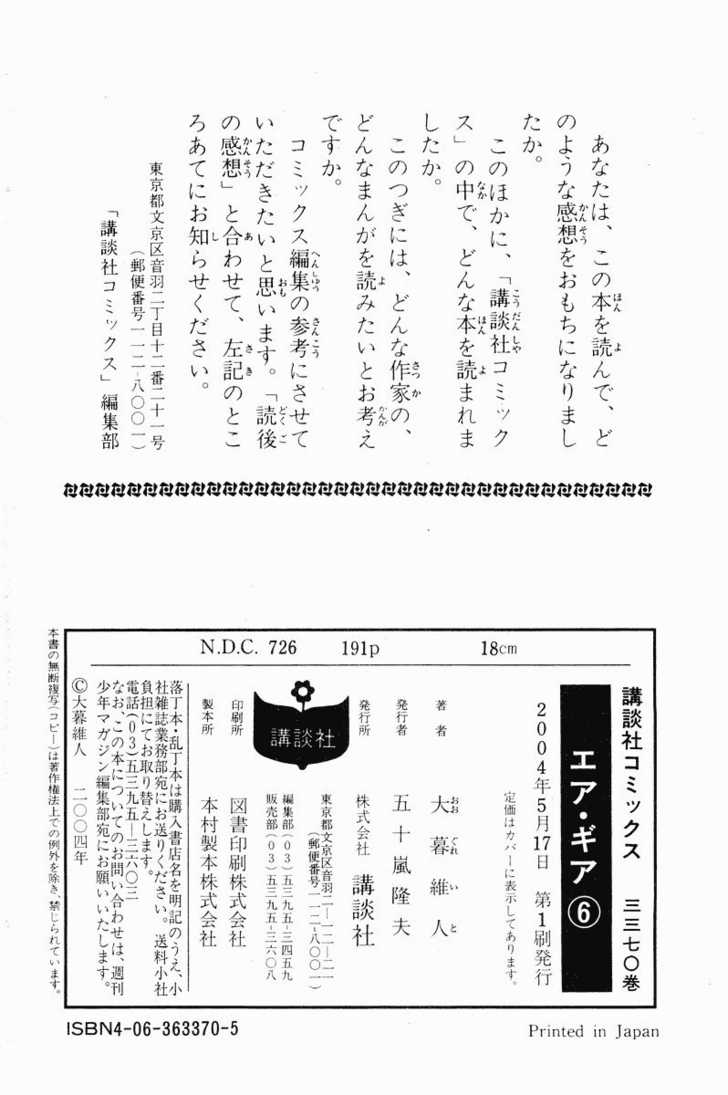 あなたは、この本を読んで、ど
のような感想をおもちになりまし
たか。
このほかに、「講談社コミック
ス」の中で、どんな本を読まれま
したか。
このつぎには、どんな作家の、
どんなまんがを読みたいとお考え
ですか。
コミックス編集の参考にさせて
いただきたいと思います。「読後
の感想」と合わせて、左記のとこ
ろあてにお知らせください。
東京都文京区音羽二丁目十二番二十一号
(郵便番号一一二-八〇〇一)
「講談社コミックス」編集部
N.D.C. 726 191p 18cm
講談社コミックス 三三七〇巻
エア・ギア⑥
2004年5月17日 第1刷発行
定価はカバーに表示してあります。
著者 大暮維人
発行者 五十嵐隆夫
発行所 株式会社 講談社
東京都文京区音羽二-一二-二一
(郵便番号一一二-八〇〇一)
編集部(03)五三九五-三四五九
販売部(03)五三九五-三六〇八
講談社
印刷所 図書印刷株式会社
製本所 本村製本株式会社
落丁本・乱丁本は購入書店名を明記のうえ、小
社雑誌業務部宛にお送りください。送料小社
負担にてお取り替えします。
電話(03)五三九五-三六〇三
なお、この本についてのお問い合わせは、週刊
少年マガジン編集部宛にお願いいたします。
©大暮維人 二〇〇四年
本書の無断複写(コピー)は著作権法上での例外を除き、禁じられています。
ISBN4-06-363370-5
Printed in Japan